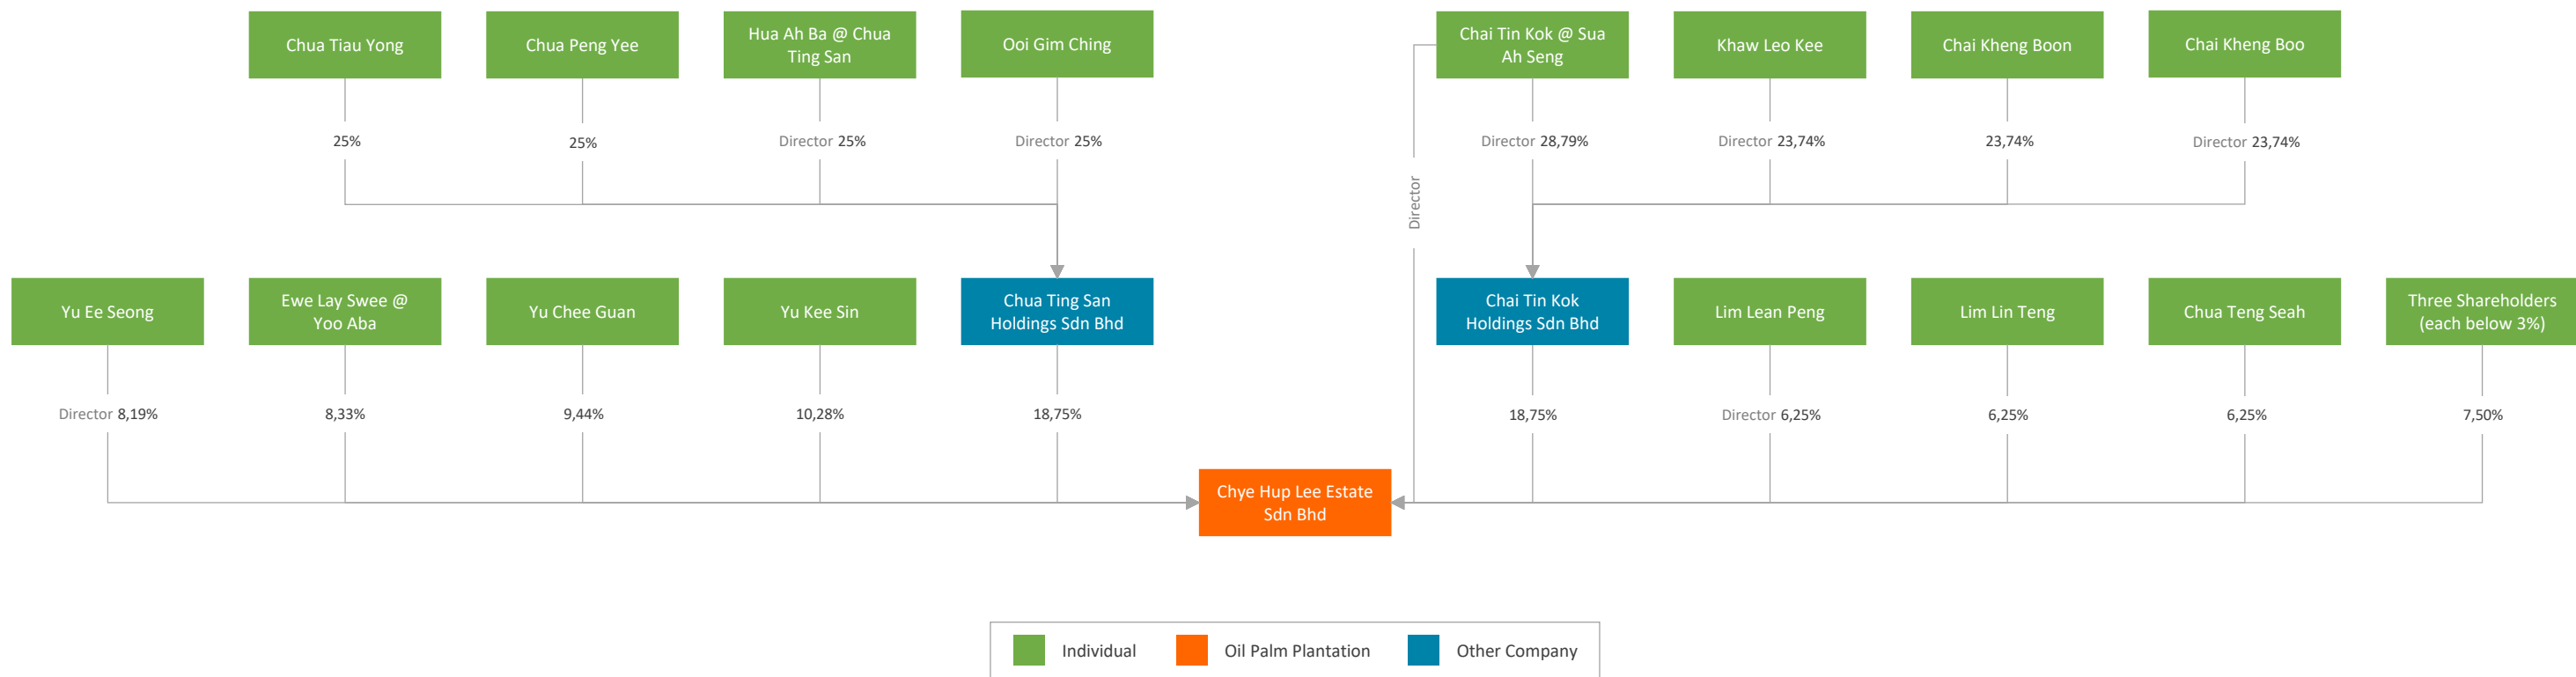 Chua Tiau Yong
Chua Peng Yee
Hua Ah Ba @ Chua
Ting San
Ooi Gim Ching
Chai Tin Kok @ Sua
Ah Seng
Khaw Leo Kee
Chai Kheng Boon
Chai Kheng Boo
25%
25%
Director 25%
Director 25%
Director 28,79%
Director 23,74%
23,74%
Director 23,74%
Director
Yu Ee Seong
Ewe Lay Swee @
Yoo Aba
Yu Chee Guan
Yu Kee Sin
Chua Ting San
Holdings Sdn Bhd
Chai Tin Kok
Holdings Sdn Bhd
Lim Lean Peng
Lim Lin Teng
Chua Teng Seah
Three Shareholders
(each below 3%)
Director 8,19%
8,33%
9,44%
10,28%
18,75%
18,75%
Director 6,25%
6,25%
6,25%
7,50%
Chye Hup Lee Estate
Sdn Bhd
Individual
Oil Palm Plantation
Other Company